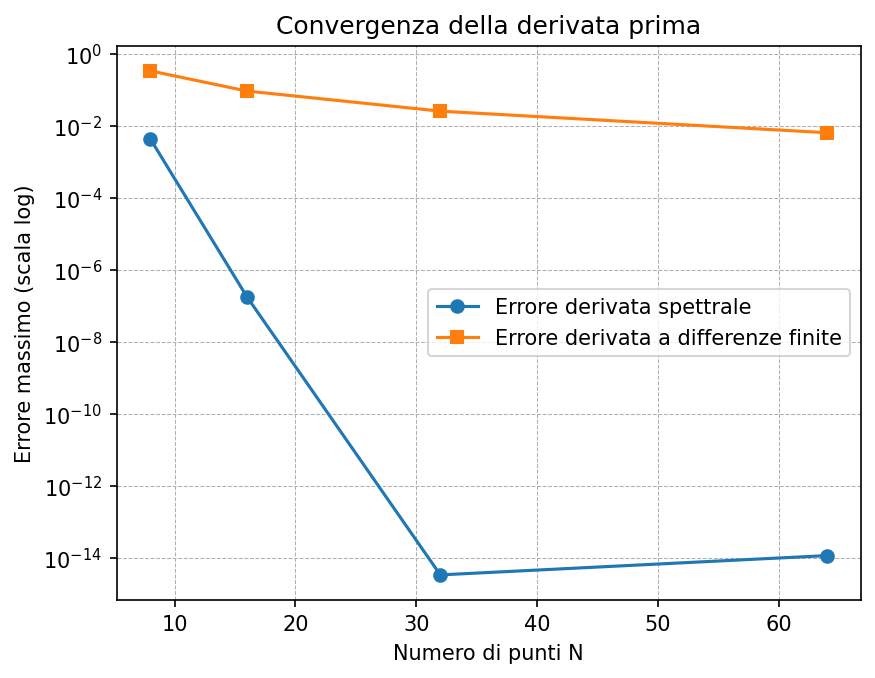 Convergenza della derivata prima
Errore massimo (scala log)
10⁰
10⁻²
10⁻⁴
10⁻⁶
10⁻⁸
10⁻¹⁰
10⁻¹²
10⁻¹⁴
Errore derivata spettrale
Errore derivata a differenze finite
10 20 30 40 50 60
Numero di punti N